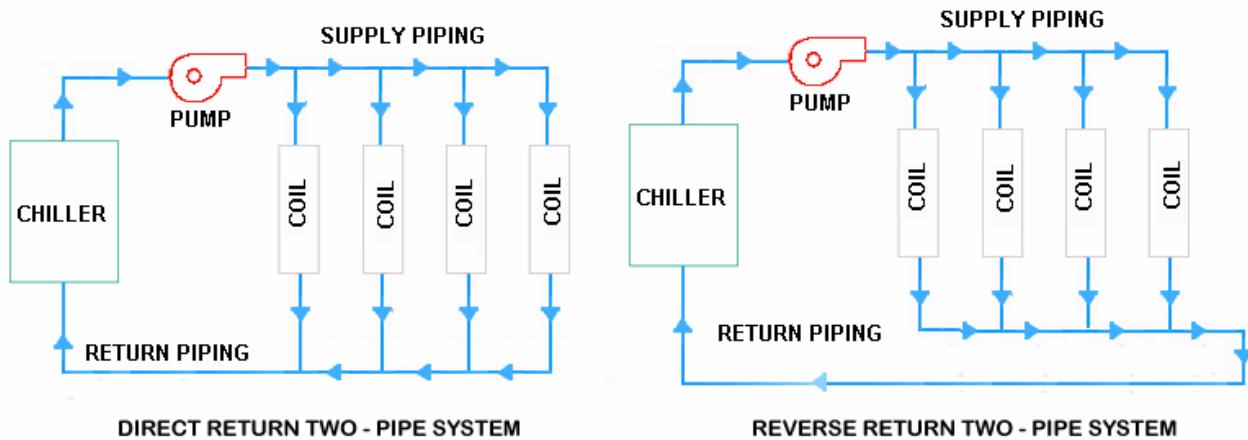 SUPPLY PIPING
PUMP
CHILLER
COIL
COIL
COIL
COIL
RETURN PIPING
DIRECT RETURN TWO - PIPE SYSTEM
SUPPLY PIPING
PUMP
CHILLER
COIL
COIL
COIL
COIL
RETURN PIPING
REVERSE RETURN TWO - PIPE SYSTEM